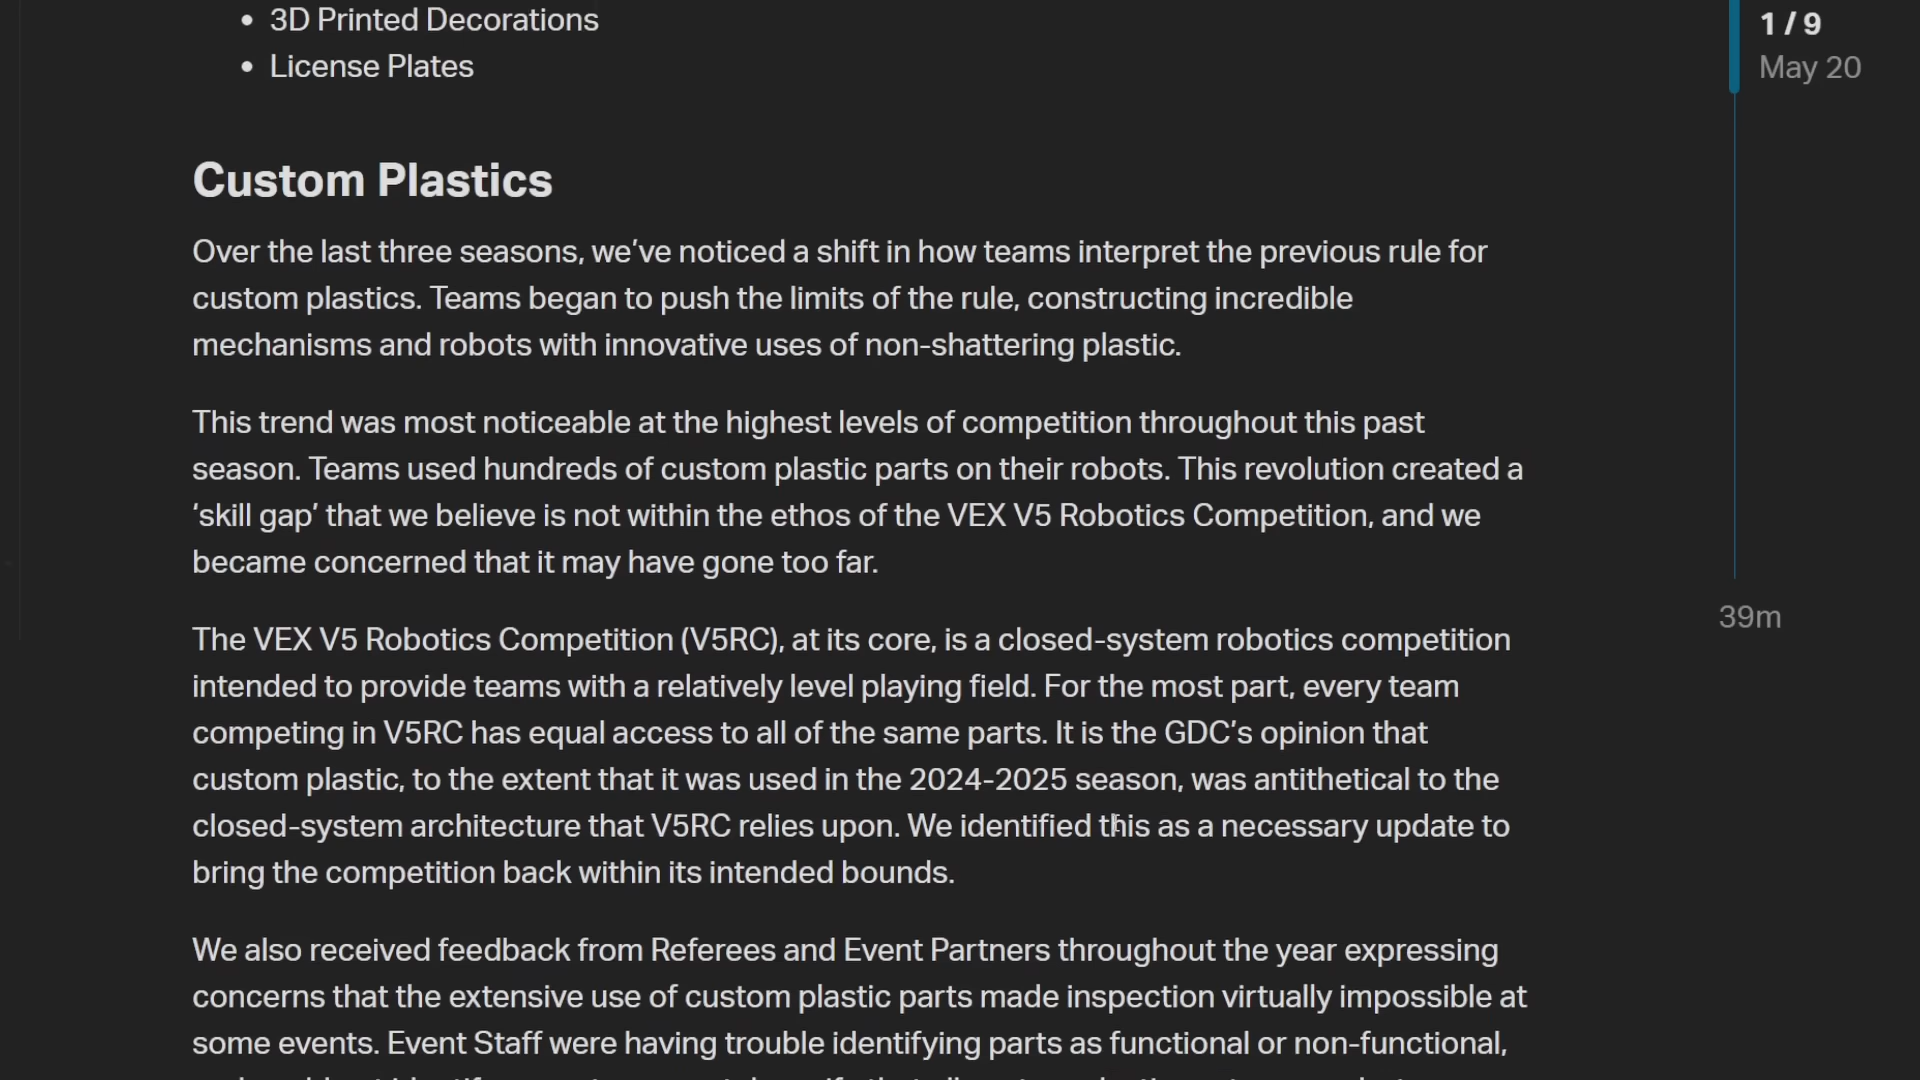 3D Printed Decorations
License Plates
1 / 9
May 20
Custom Plastics
Over the last three seasons, we’ve noticed a shift in how teams interpret the previous rule for
custom plastics. Teams began to push the limits of the rule, constructing incredible
mechanisms and robots with innovative uses of non-shattering plastic.
This trend was most noticeable at the highest levels of competition throughout this past
season. Teams used hundreds of custom plastic parts on their robots. This revolution created a
‘skill gap’ that we believe is not within the ethos of the VEX V5 Robotics Competition, and we
became concerned that it may have gone too far.
39m
The VEX V5 Robotics Competition (V5RC), at its core, is a closed-system robotics competition
intended to provide teams with a relatively level playing field. For the most part, every team
competing in V5RC has equal access to all of the same parts. It is the GDC’s opinion that
custom plastic, to the extent that it was used in the 2024-2025 season, was antithetical to the
closed-system architecture that V5RC relies upon. We identified this as a necessary update to
bring the competition back within its intended bounds.
We also received feedback from Referees and Event Partners throughout the year expressing
concerns that the extensive use of custom plastic parts made inspection virtually impossible at
some events. Event Staff were having trouble identifying parts as functional or non-functional,